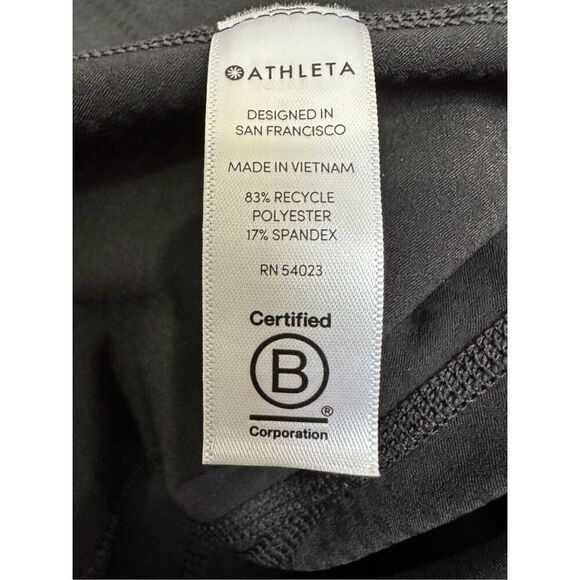 ATHLETA
DESIGNED IN
SAN FRANCISCO
MADE IN VIETNAM
83% RECYCLE
POLYESTER
17% SPANDEX
RN 54023
Certified
B
®
Corporation